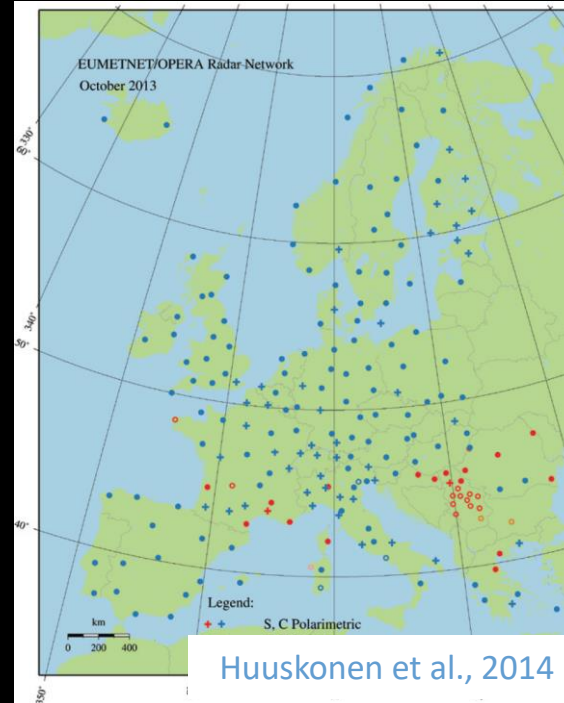 EUMETNET/OPERA Radar Network
October 2013
330°
340°
50°
40°
350°
Legend:
S, C Polarimetric
km
0 200 400
Huuskonen et al., 2014